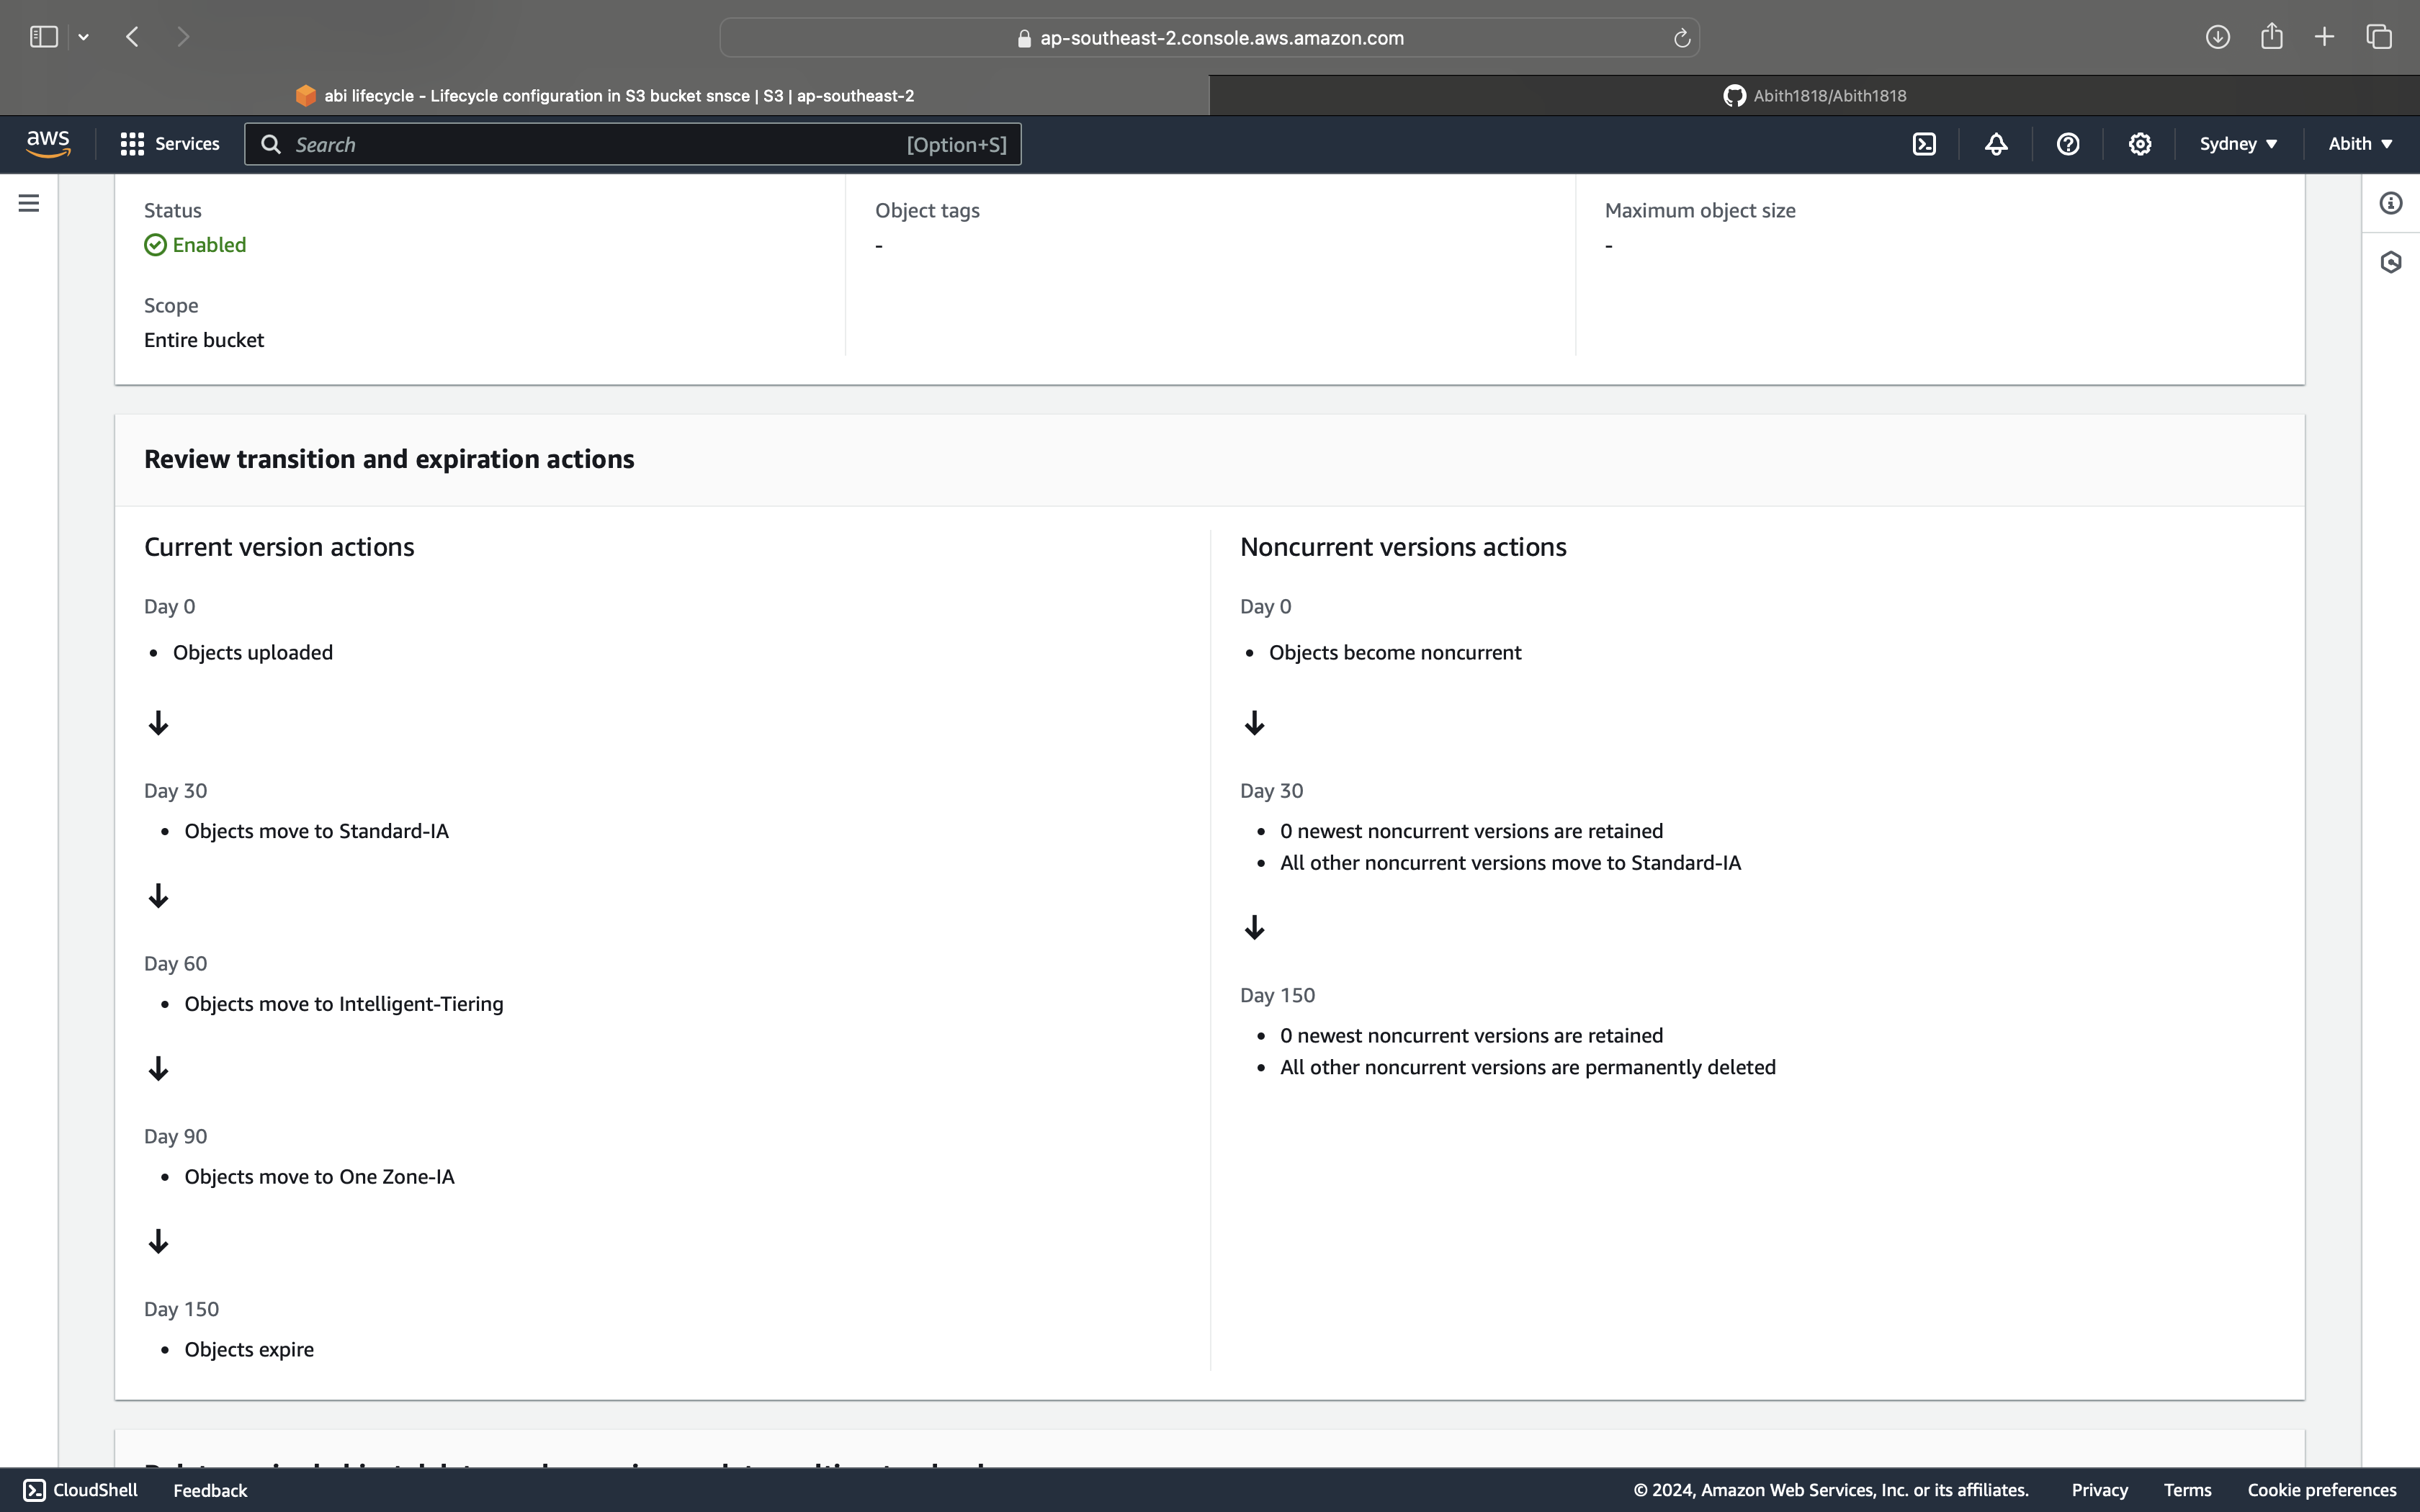 ap-southeast-2.console.aws.amazon.com
abi lifecycle - Lifecycle configuration in S3 bucket snsce | S3 | ap-southeast-2
Abith1818/Abith1818
aws
Services
Search
[Option+S]
Sydney
Abith
Status
Enabled
Scope
Entire bucket
Object tags
-
Maximum object size
-
Review transition and expiration actions
Current version actions
Day 0
Objects uploaded
Day 30
Objects move to Standard-IA
Day 60
Objects move to Intelligent-Tiering
Day 90
Objects move to One Zone-IA
Day 150
Objects expire
Noncurrent versions actions
Day 0
Objects become noncurrent
Day 30
0 newest noncurrent versions are retained
All other noncurrent versions move to Standard-IA
Day 150
0 newest noncurrent versions are retained
All other noncurrent versions are permanently deleted
CloudShell
Feedback
© 2024, Amazon Web Services, Inc. or its affiliates.
Privacy
Terms
Cookie preferences